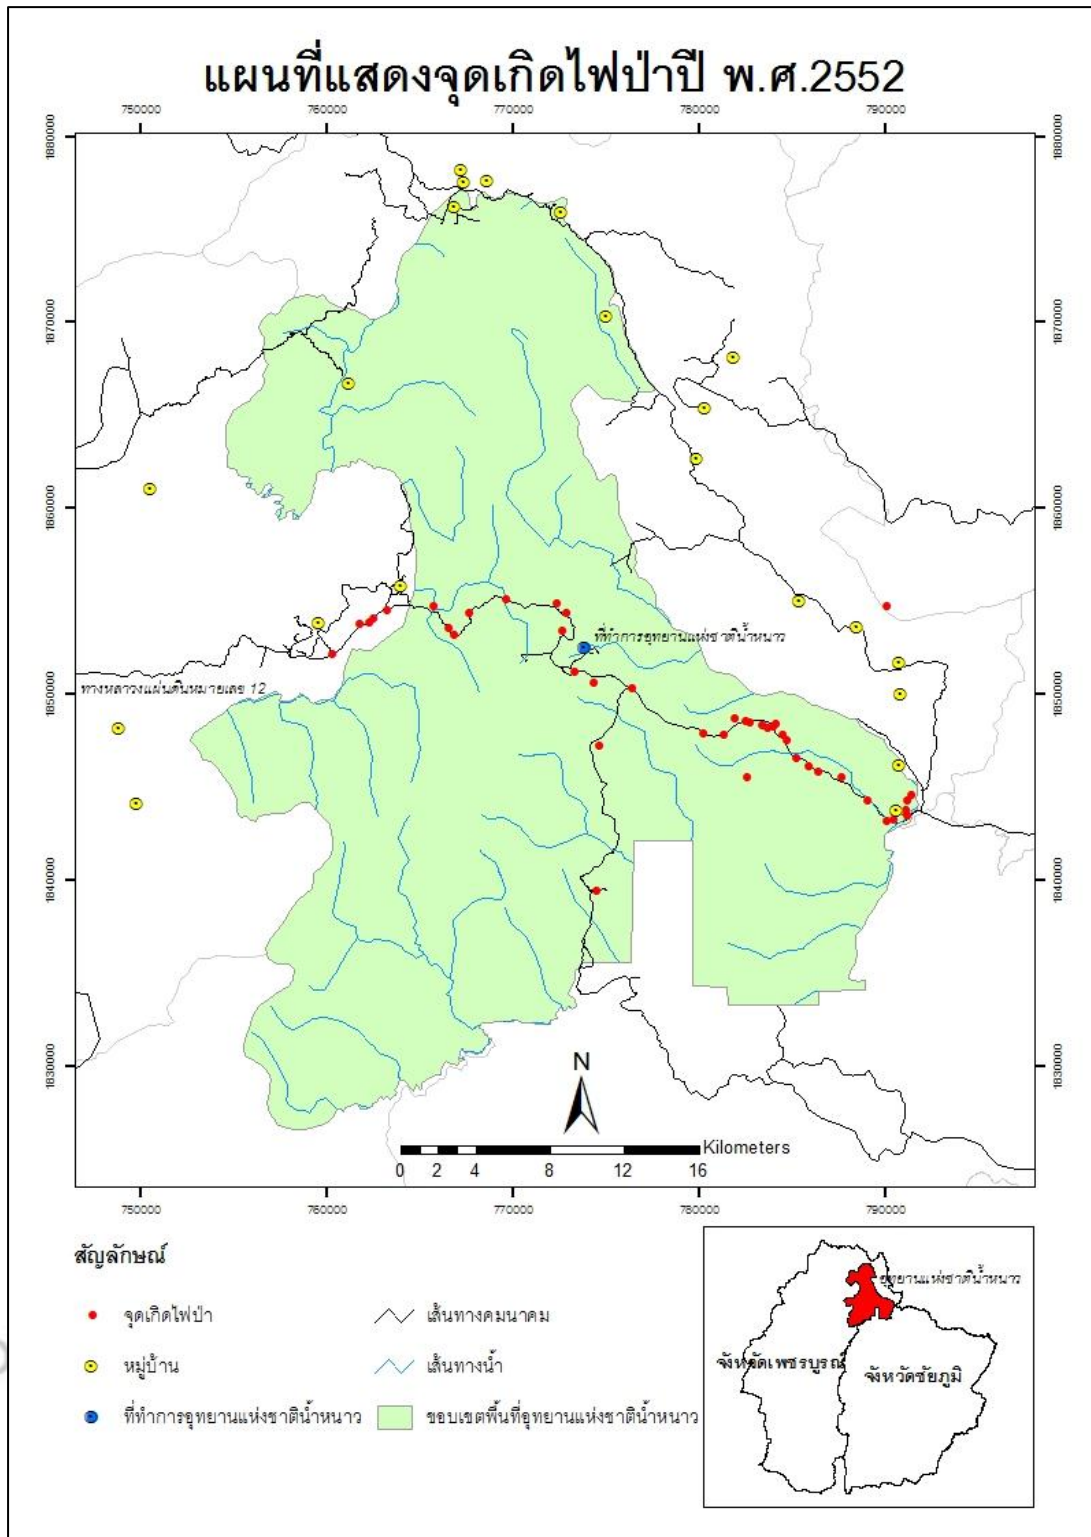 แผนที่แสดงจุดเกิดไฟป่าปี พ.ศ.2552
750000 760000 770000 780000 790000
1880000 1880000
1870000 1870000
1860000 1860000
ที่ทำการอุทยานแห่งชาติน้ำหนาว
ทางหลวงแผ่นดินหมายเลข 12
1850000 1850000
1840000 1840000
1830000 1830000
N
Kilometers
0 2 4 8 12 16
750000 760000 770000 780000 790000
สัญลักษณ์
จุดเกิดไฟป่า
เส้นทางคมนาคม
หมู่บ้าน
เส้นทางน้ำ
ที่ทำการอุทยานแห่งชาติน้ำหนาว
ขอบเขตพื้นที่อุทยานแห่งชาติน้ำหนาว
อุทยานแห่งชาติน้ำหนาว
จังหวัดเพชรบูรณ์
จังหวัดชัยภูมิ